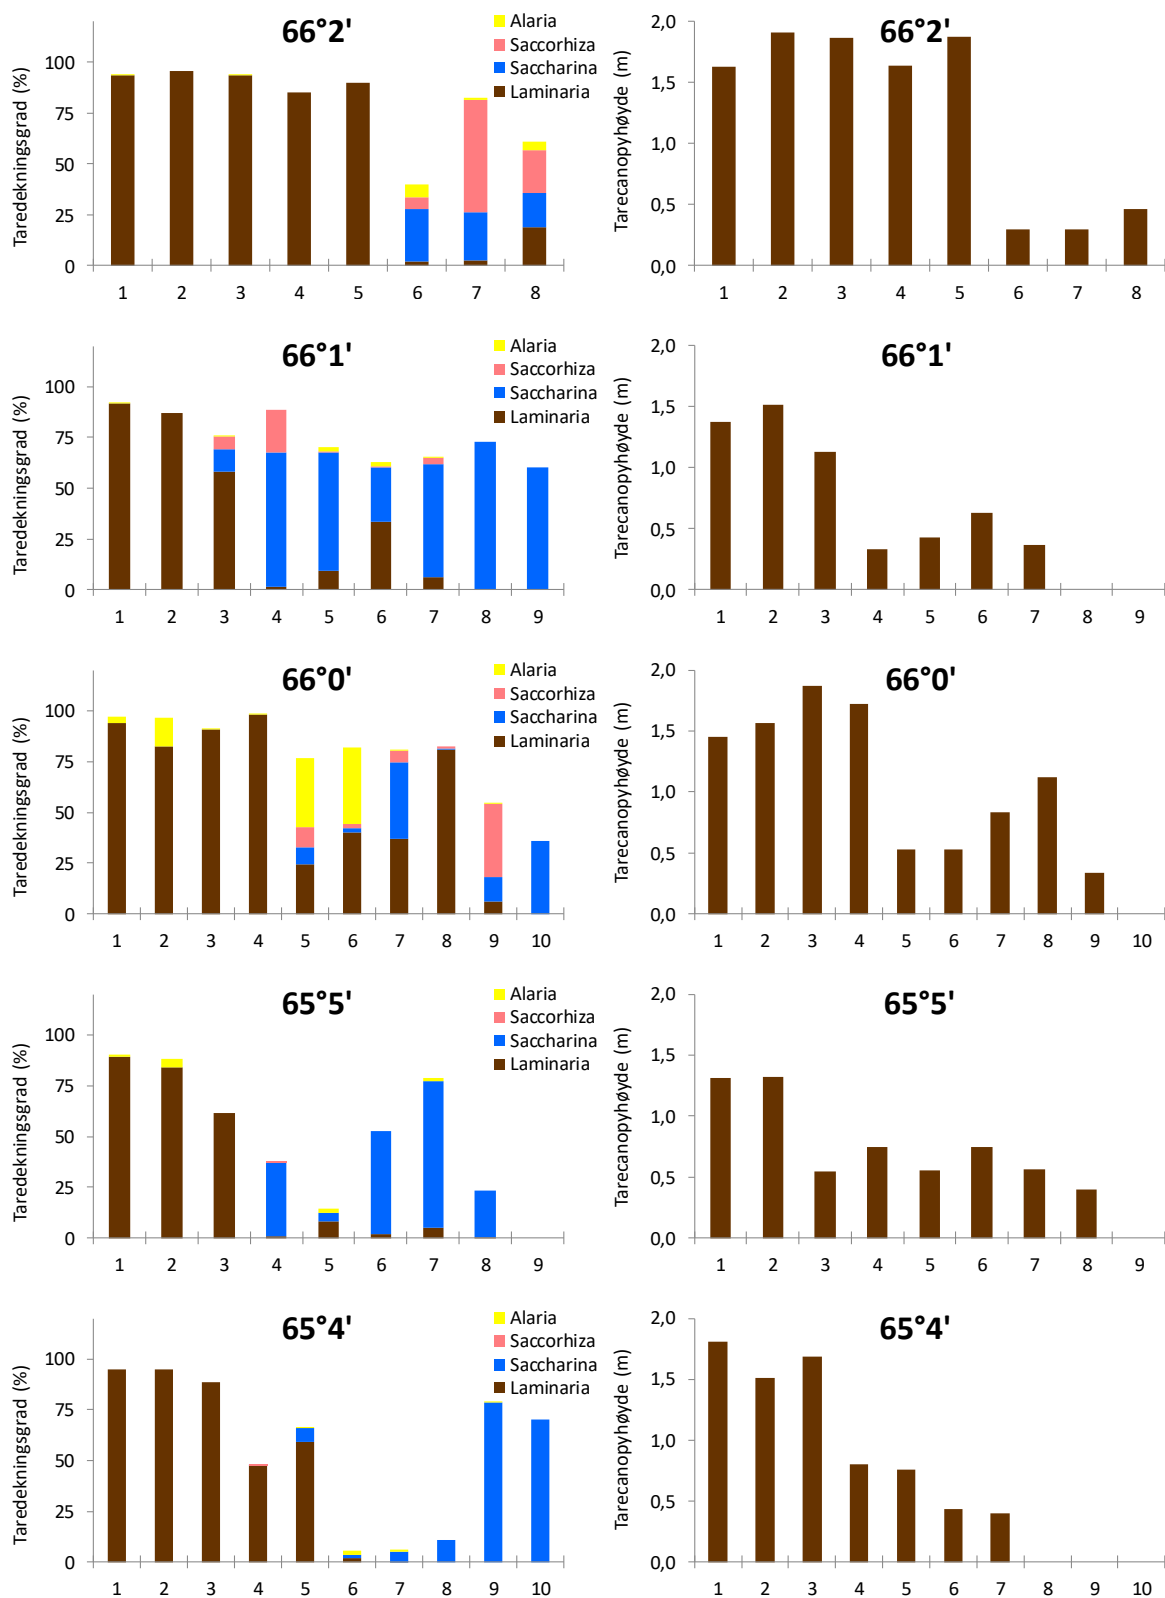 66°2'
Alaria
Saccorhiza
Saccharina
Laminaria
Taredekningsgrad (%)
100
75
50
25
0
1 2 3 4 5 6 7 8
66°2'
Tarecanopyhøyde (m)
2,0
1,5
1,0
0,5
0,0
1 2 3 4 5 6 7 8
66°1'
Alaria
Saccorhiza
Saccharina
Laminaria
Taredekningsgrad (%)
100
75
50
25
0
1 2 3 4 5 6 7 8 9
66°1'
Tarecanopyhøyde (m)
2,0
1,5
1,0
0,5
0,0
1 2 3 4 5 6 7 8 9
66°0'
Alaria
Saccorhiza
Saccharina
Laminaria
Taredekningsgrad (%)
100
75
50
25
0
1 2 3 4 5 6 7 8 9 10
66°0'
Tarecanopyhøyde (m)
2,0
1,5
1,0
0,5
0,0
1 2 3 4 5 6 7 8 9 10
65°5'
Alaria
Saccorhiza
Saccharina
Laminaria
Taredekningsgrad (%)
100
75
50
25
0
1 2 3 4 5 6 7 8 9
65°5'
Tarecanopyhøyde (m)
2,0
1,5
1,0
0,5
0,0
1 2 3 4 5 6 7 8 9
65°4'
Alaria
Saccorhiza
Saccharina
Laminaria
Taredekningsgrad (%)
100
75
50
25
0
1 2 3 4 5 6 7 8 9 10
65°4'
Tarecanopyhøyde (m)
2,0
1,5
1,0
0,5
0,0
1 2 3 4 5 6 7 8 9 10